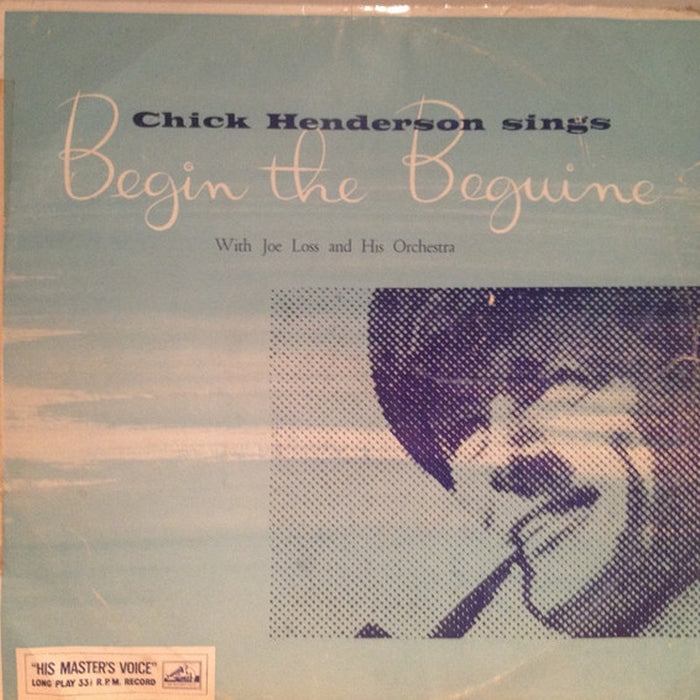 Chick Henderson sings
Begin the Beguine
With Joe Loss and His Orchestra
"HIS MASTER'S VOICE"
LONG PLAY 33⅓ R.P.M. RECORD